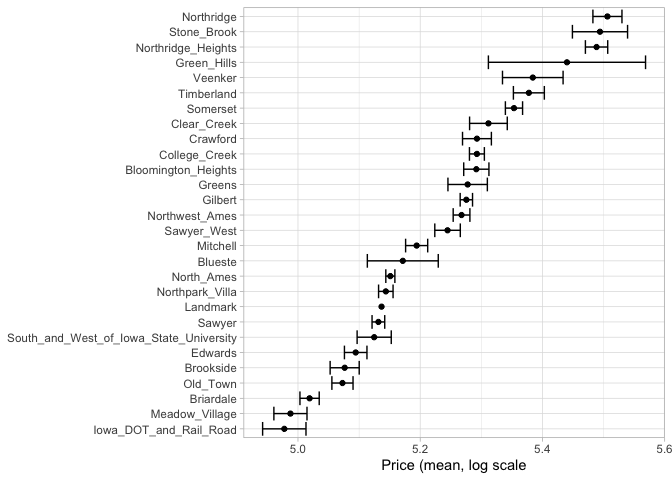 Northridge
Stone_Brook
Northridge_Heights
Green_Hills
Veenker
Timberland
Somerset
Clear_Creek
Crawford
College_Creek
Bloomington_Heights
Greens
Gilbert
Northwest_Ames
Sawyer_West
Mitchell
Blueste
North_Ames
Northpark_Villa
Landmark
Sawyer
South_and_West_of_Iowa_State_University
Edwards
Brookside
Old_Town
Briardale
Meadow_Village
Iowa_DOT_and_Rail_Road
5.0 5.2 5.4 5.6
Price (mean, log scale